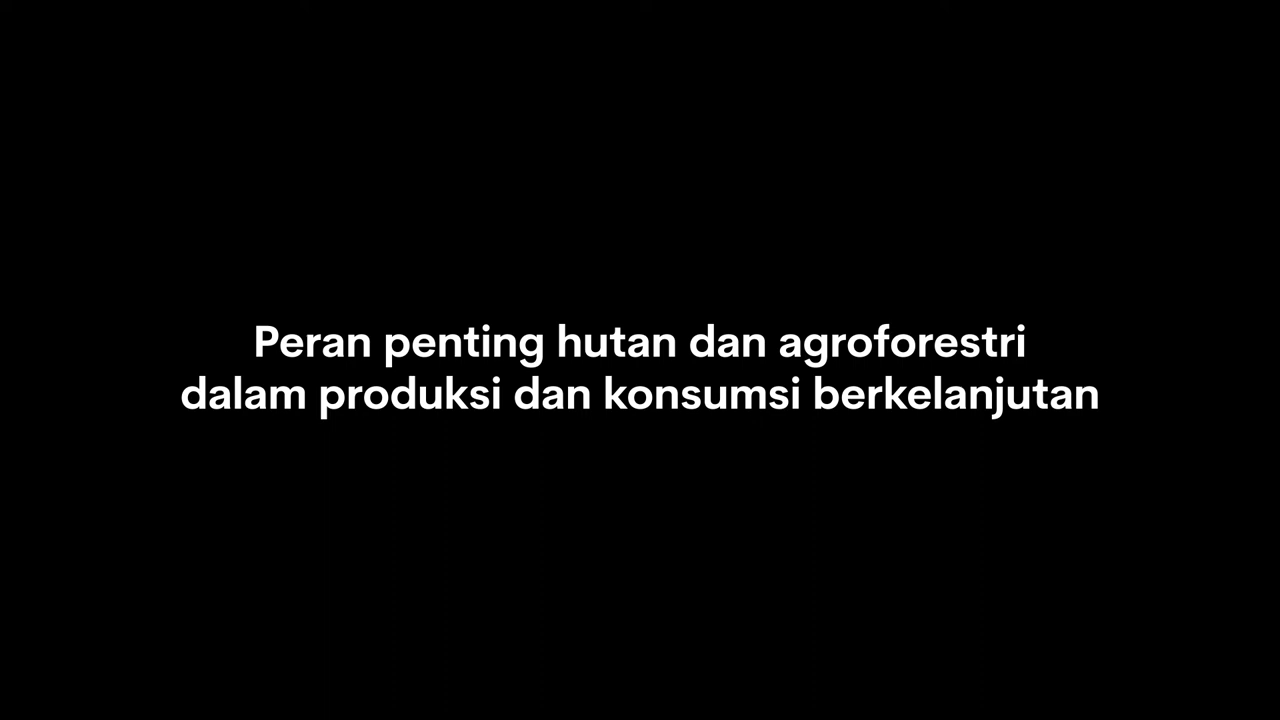 Peran penting hutan dan agroforestri
dalam produksi dan konsumsi berkelanjutan